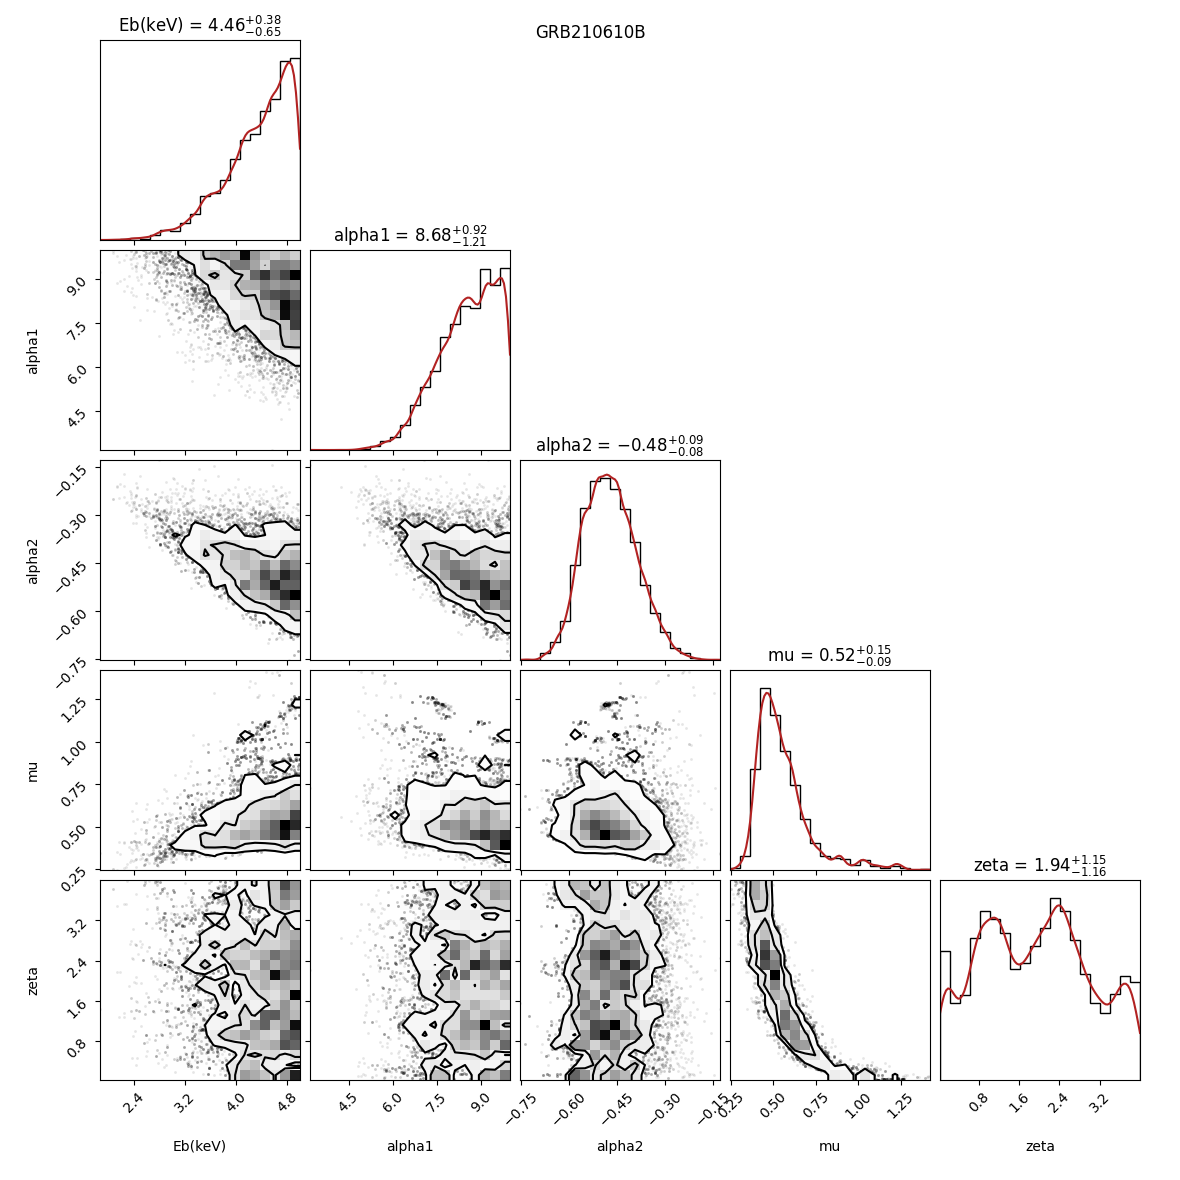 GRB210610B
Eb(keV) = 4.46+0.38−0.65
alpha1 = 8.68+0.92−1.21
9.0
7.5
6.0
4.5
alpha1
alpha2 = −0.48+0.09−0.08
−0.15
−0.30
−0.45
−0.60
−0.75
alpha2
mu = 0.52+0.15−0.09
1.25
1.00
0.75
0.50
0.25
mu
zeta = 1.94+1.15−1.16
3.2
2.4
1.6
0.8
zeta
2.4 3.2 4.0 4.8 4.5 6.0 7.5 9.0 −0.75 −0.60 −0.45 −0.30 −0.15 0.25 0.50 0.75 1.00 1.25 0.8 1.6 2.4 3.2
Eb(keV) alpha1 alpha2 mu zeta